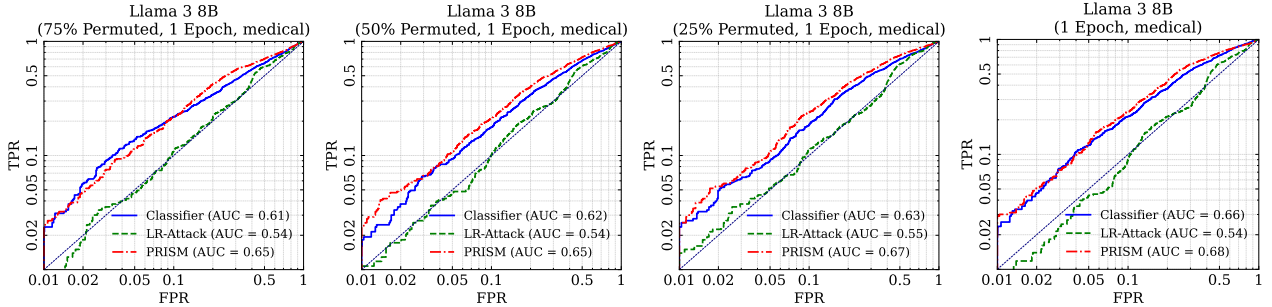 Llama 3 8B
(75% Permuted, 1 Epoch, medical)
TPR
1
0.5
0.1
0.05
0.02
Classifier (AUC = 0.61)
LR-Attack (AUC = 0.54)
PRISM (AUC = 0.65)
0.01 0.02 0.05 0.1 0.5 1
FPR
Llama 3 8B
(50% Permuted, 1 Epoch, medical)
TPR
1
0.5
0.1
0.05
0.02
Classifier (AUC = 0.62)
LR-Attack (AUC = 0.54)
PRISM (AUC = 0.65)
0.01 0.02 0.05 0.1 0.5 1
FPR
Llama 3 8B
(25% Permuted, 1 Epoch, medical)
TPR
1
0.5
0.1
0.05
0.02
Classifier (AUC = 0.63)
LR-Attack (AUC = 0.55)
PRISM (AUC = 0.67)
0.01 0.02 0.05 0.1 0.5 1
FPR
Llama 3 8B
(1 Epoch, medical)
TPR
1
0.5
0.1
0.05
0.02
Classifier (AUC = 0.66)
LR-Attack (AUC = 0.54)
PRISM (AUC = 0.68)
0.01 0.02 0.05 0.1 0.5 1
FPR